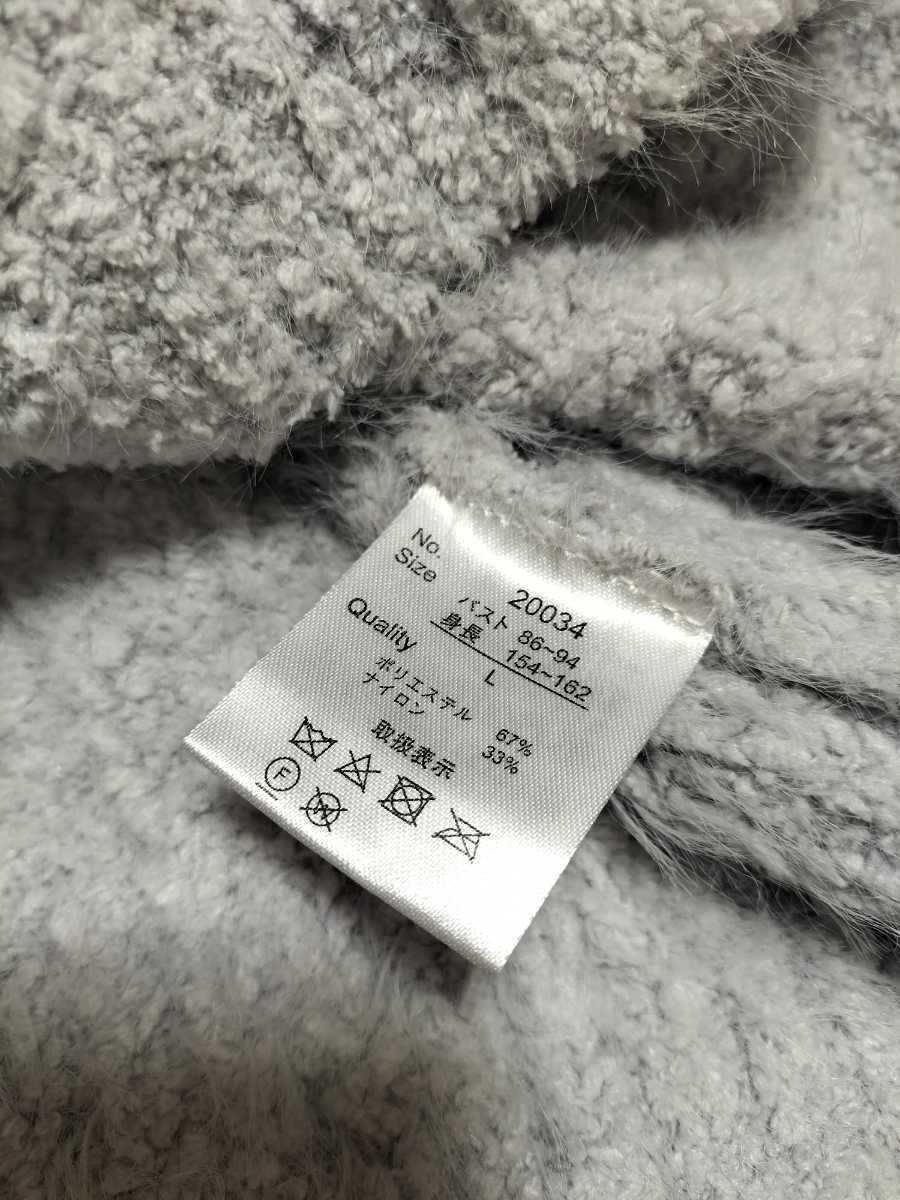 No. 20034
Size バスト 86~94
身長 154~162
L
Quality
ポリエステル 67%
ナイロン 33%
取扱表示
F
W